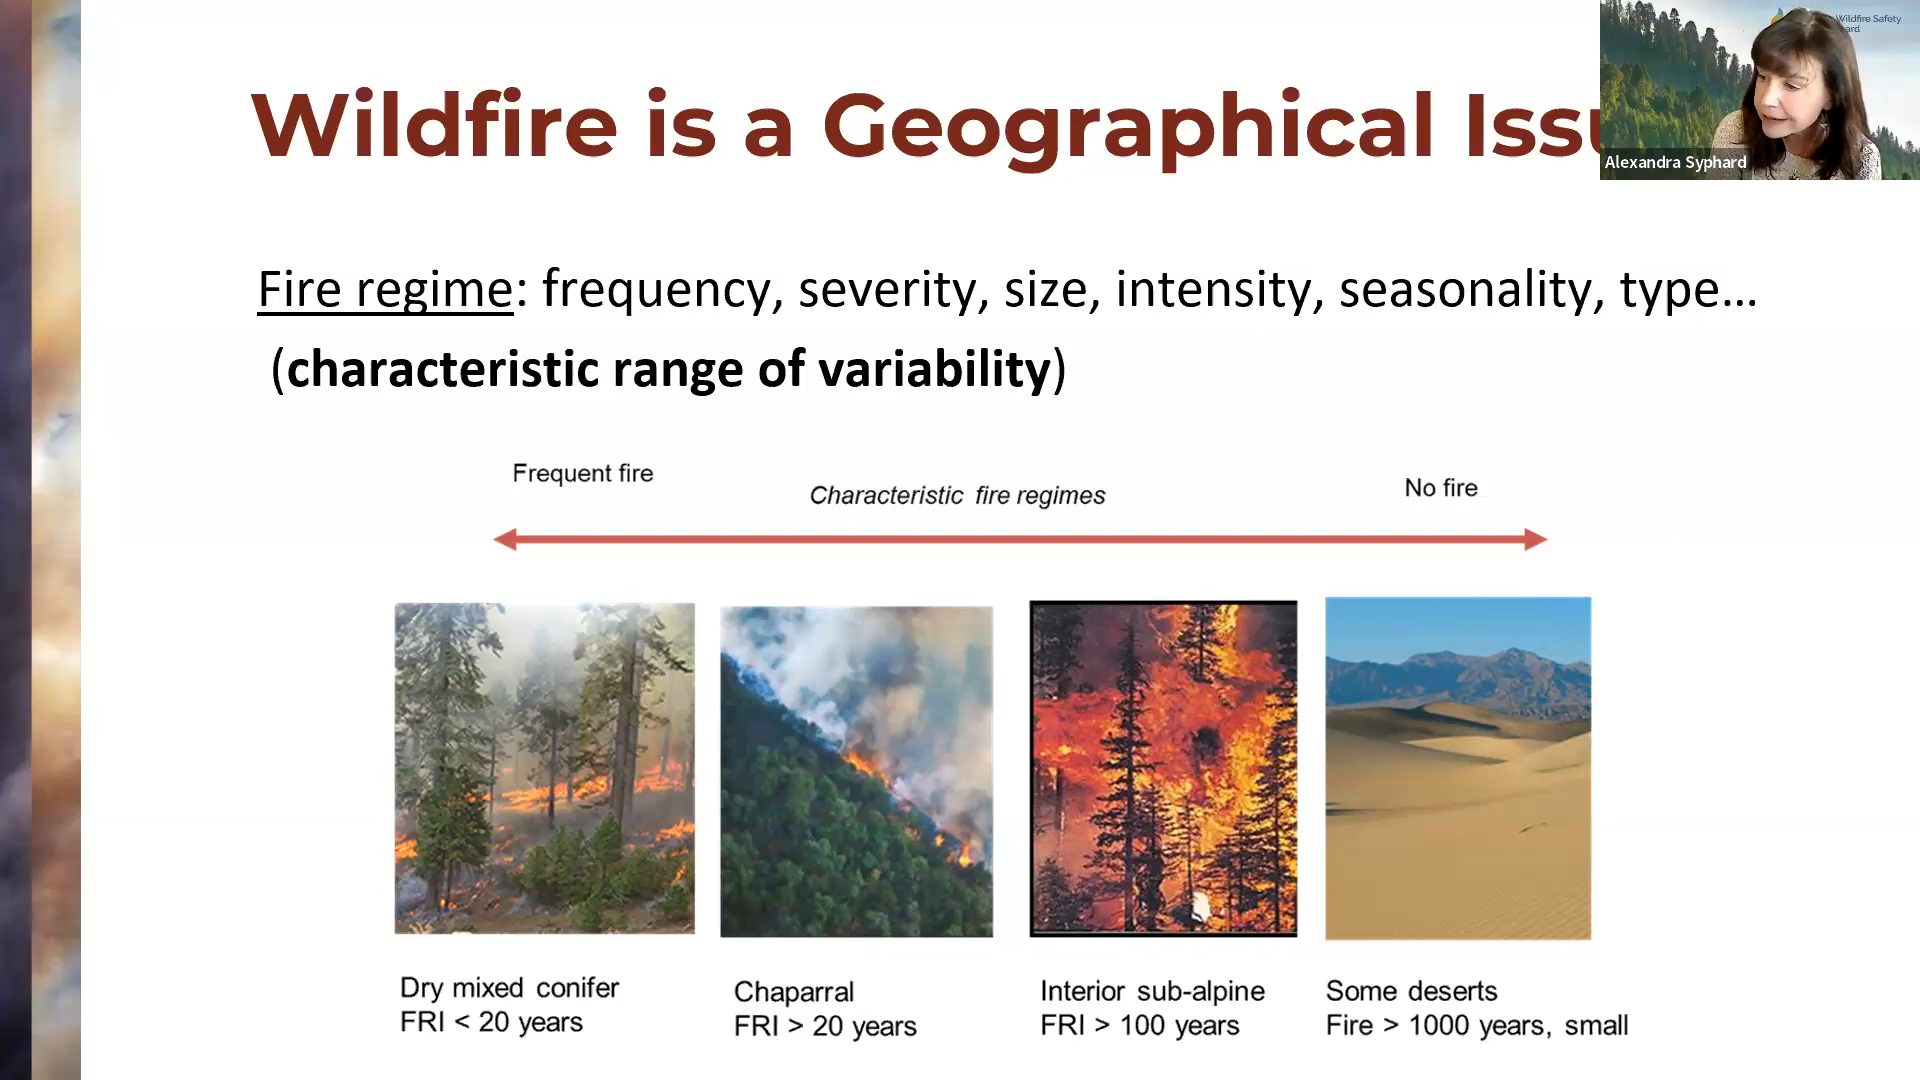 Wildfire is a Geographical Iss
Wildfire Safety
Alexandra Syphard
Fire regime: frequency, severity, size, intensity, seasonality, type...
(characteristic range of variability)
Frequent fire
Characteristic fire regimes
No fire
Dry mixed conifer
FRI < 20 years
Chaparral
FRI > 20 years
Interior sub-alpine
FRI > 100 years
Some deserts
Fire > 1000 years, small